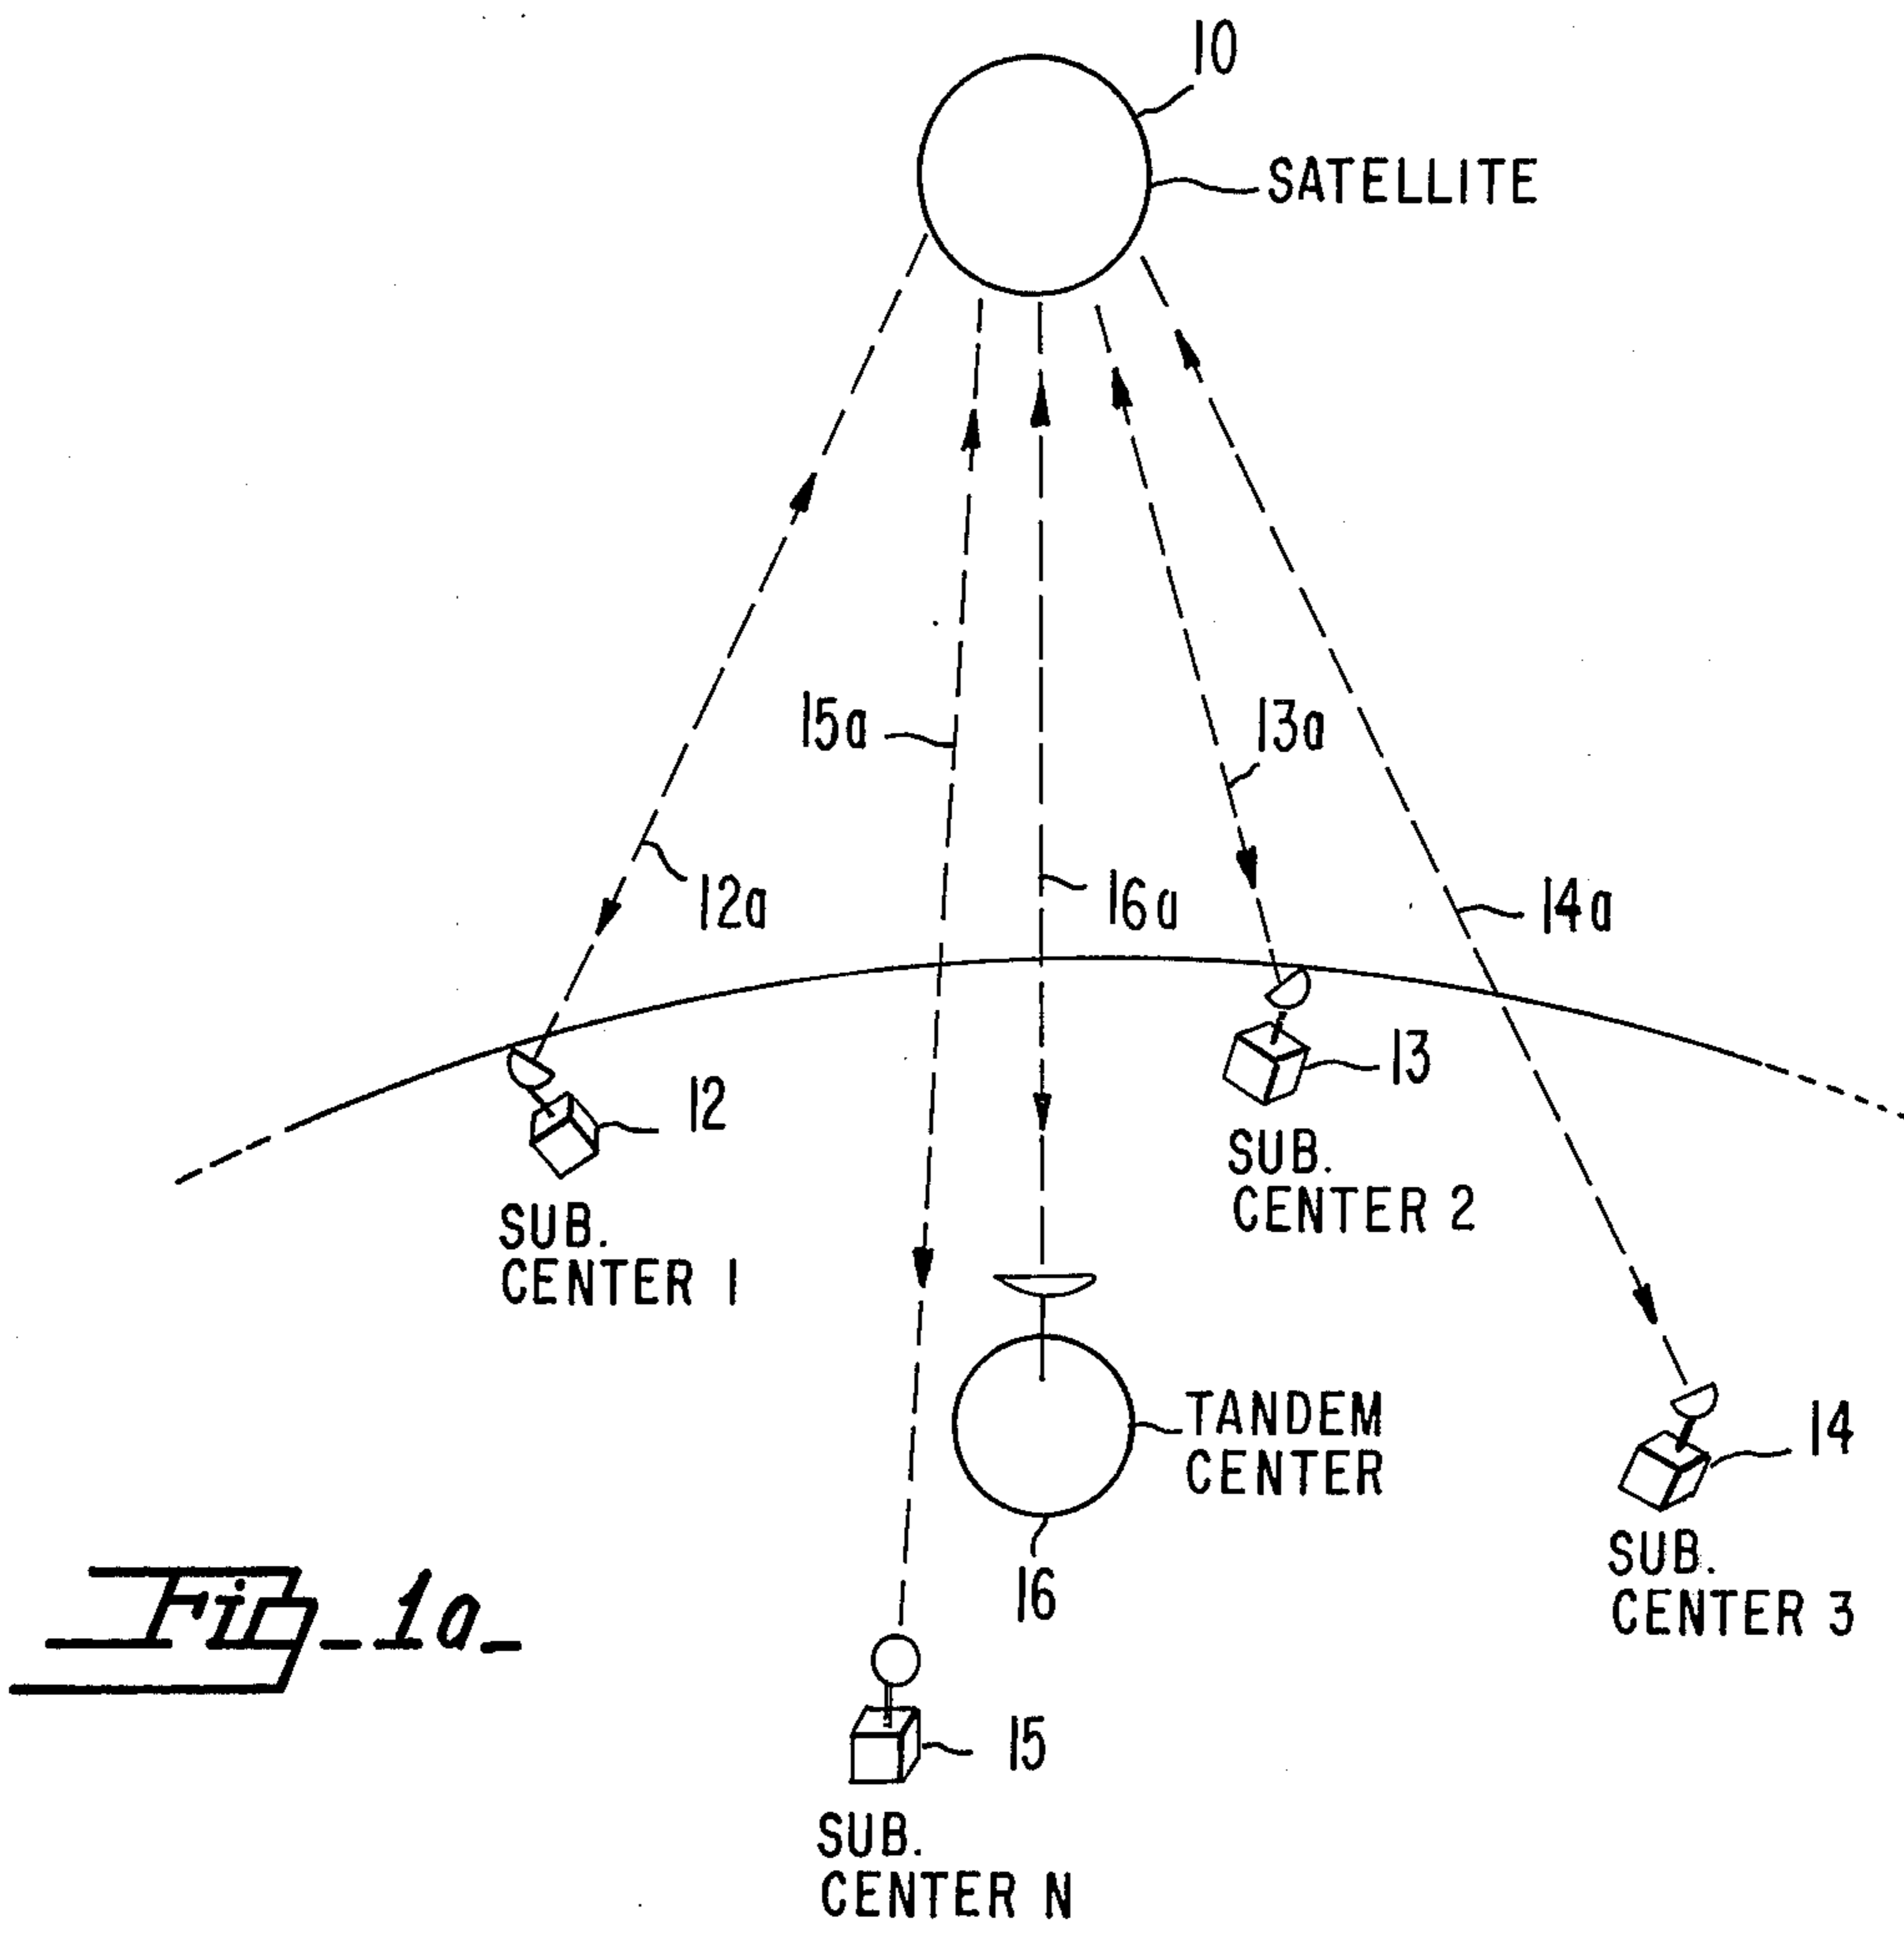 10
SATELLITE
15a
13a
12a
16a
14a
12
13
SUB.
CENTER 1
SUB.
CENTER 2
TANDEM
CENTER
14
16
SUB.
CENTER 3
Fig_1a_
15
SUB.
CENTER N